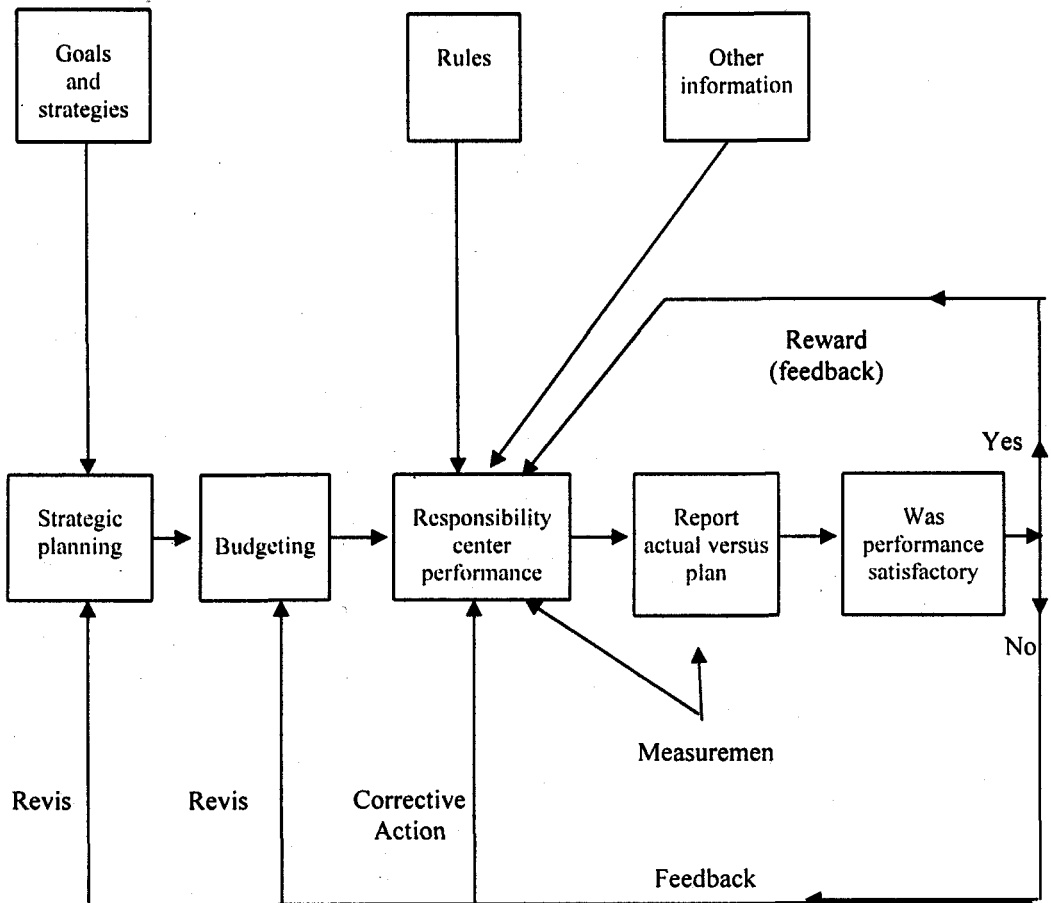 Goals
and
strategies
Rules
Other
information
Reward
(feedback)
Yes
Strategic
planning
Budgeting
Responsibility
center
performance
Report
actual versus
plan
Was
performance
satisfactory
No
Measuremen
Revis
Revis
Corrective
Action
Feedback